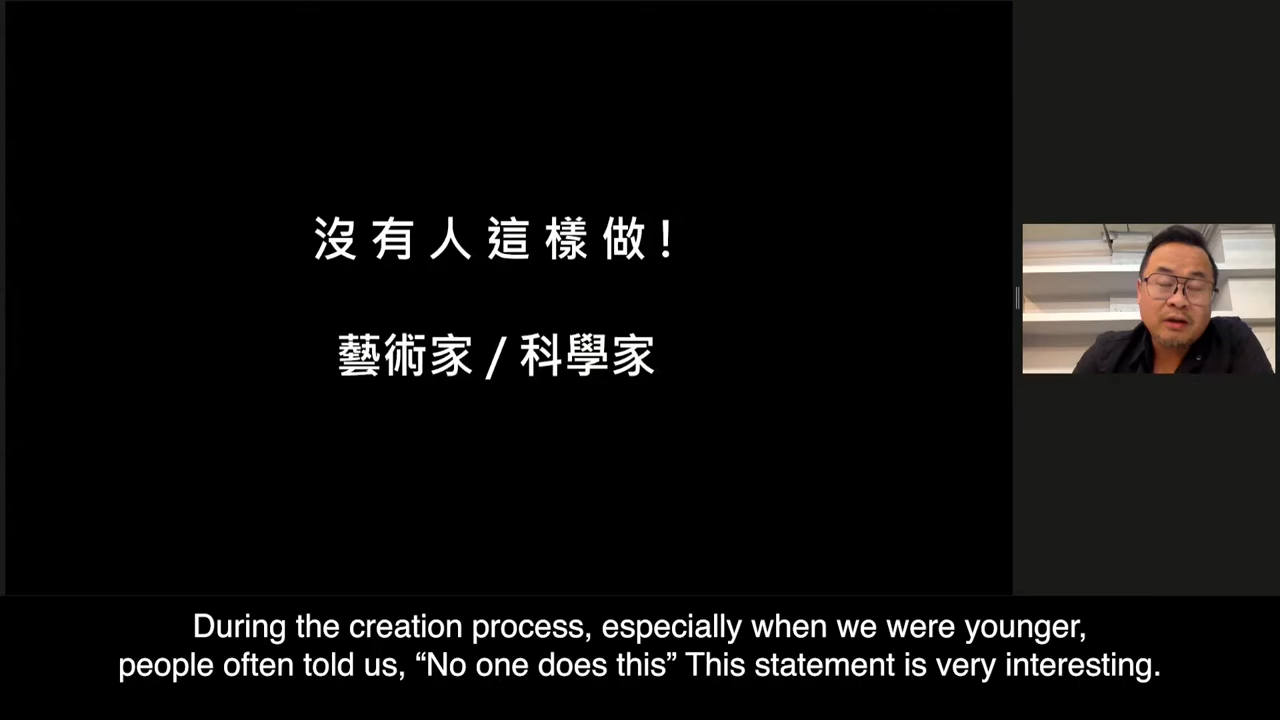 沒有人這樣做!
藝術家 / 科學家
During the creation process, especially when we were younger,
people often told us, “No one does this” This statement is very interesting.